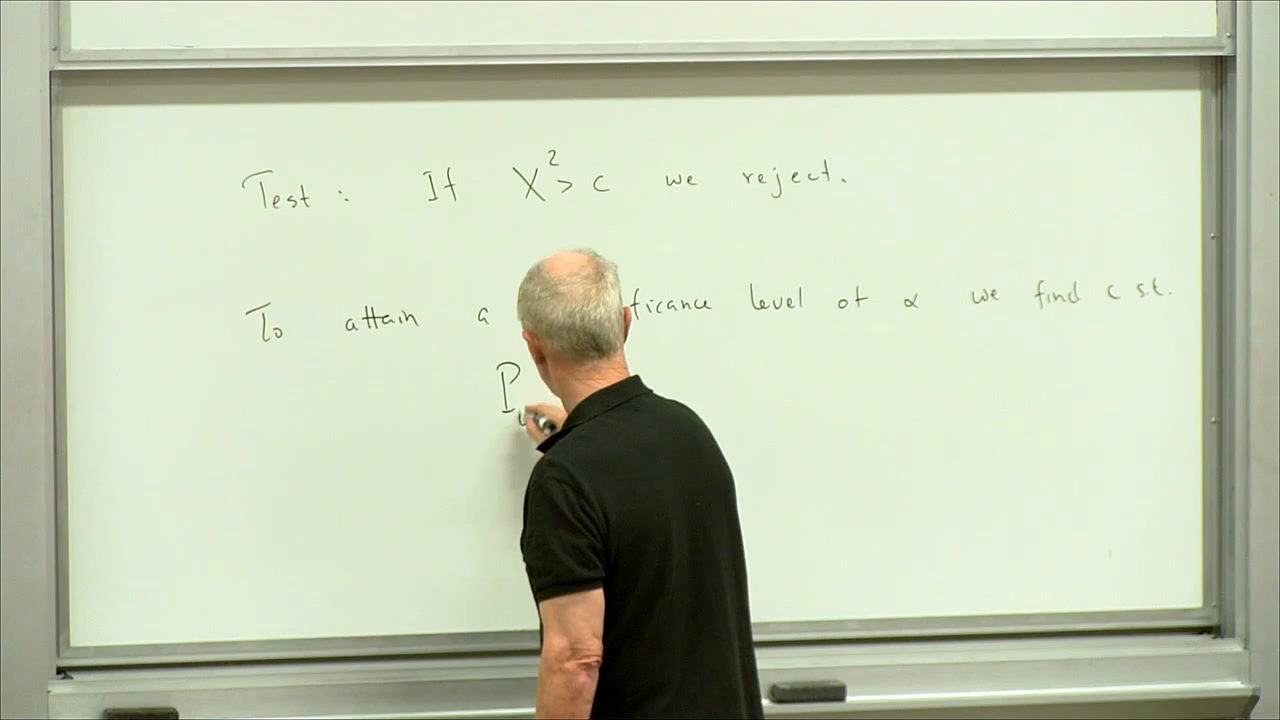 Test : If X² > c we reject.
To attain a ficance level of α we find c s.t.
P